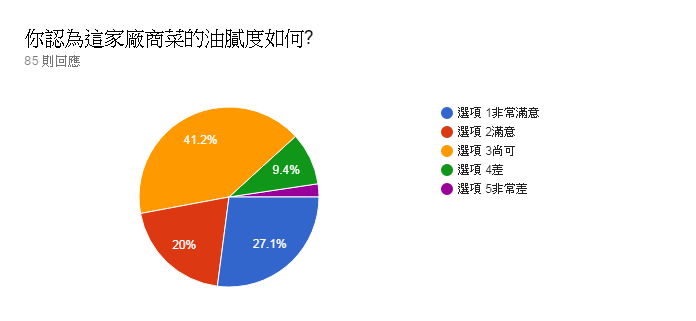 你認為這家廠商菜的油膩度如何?
85 則回應
41.2%
9.4%
20%
27.1%
選項 1非常滿意
選項 2滿意
選項 3尚可
選項 4差
選項 5非常差